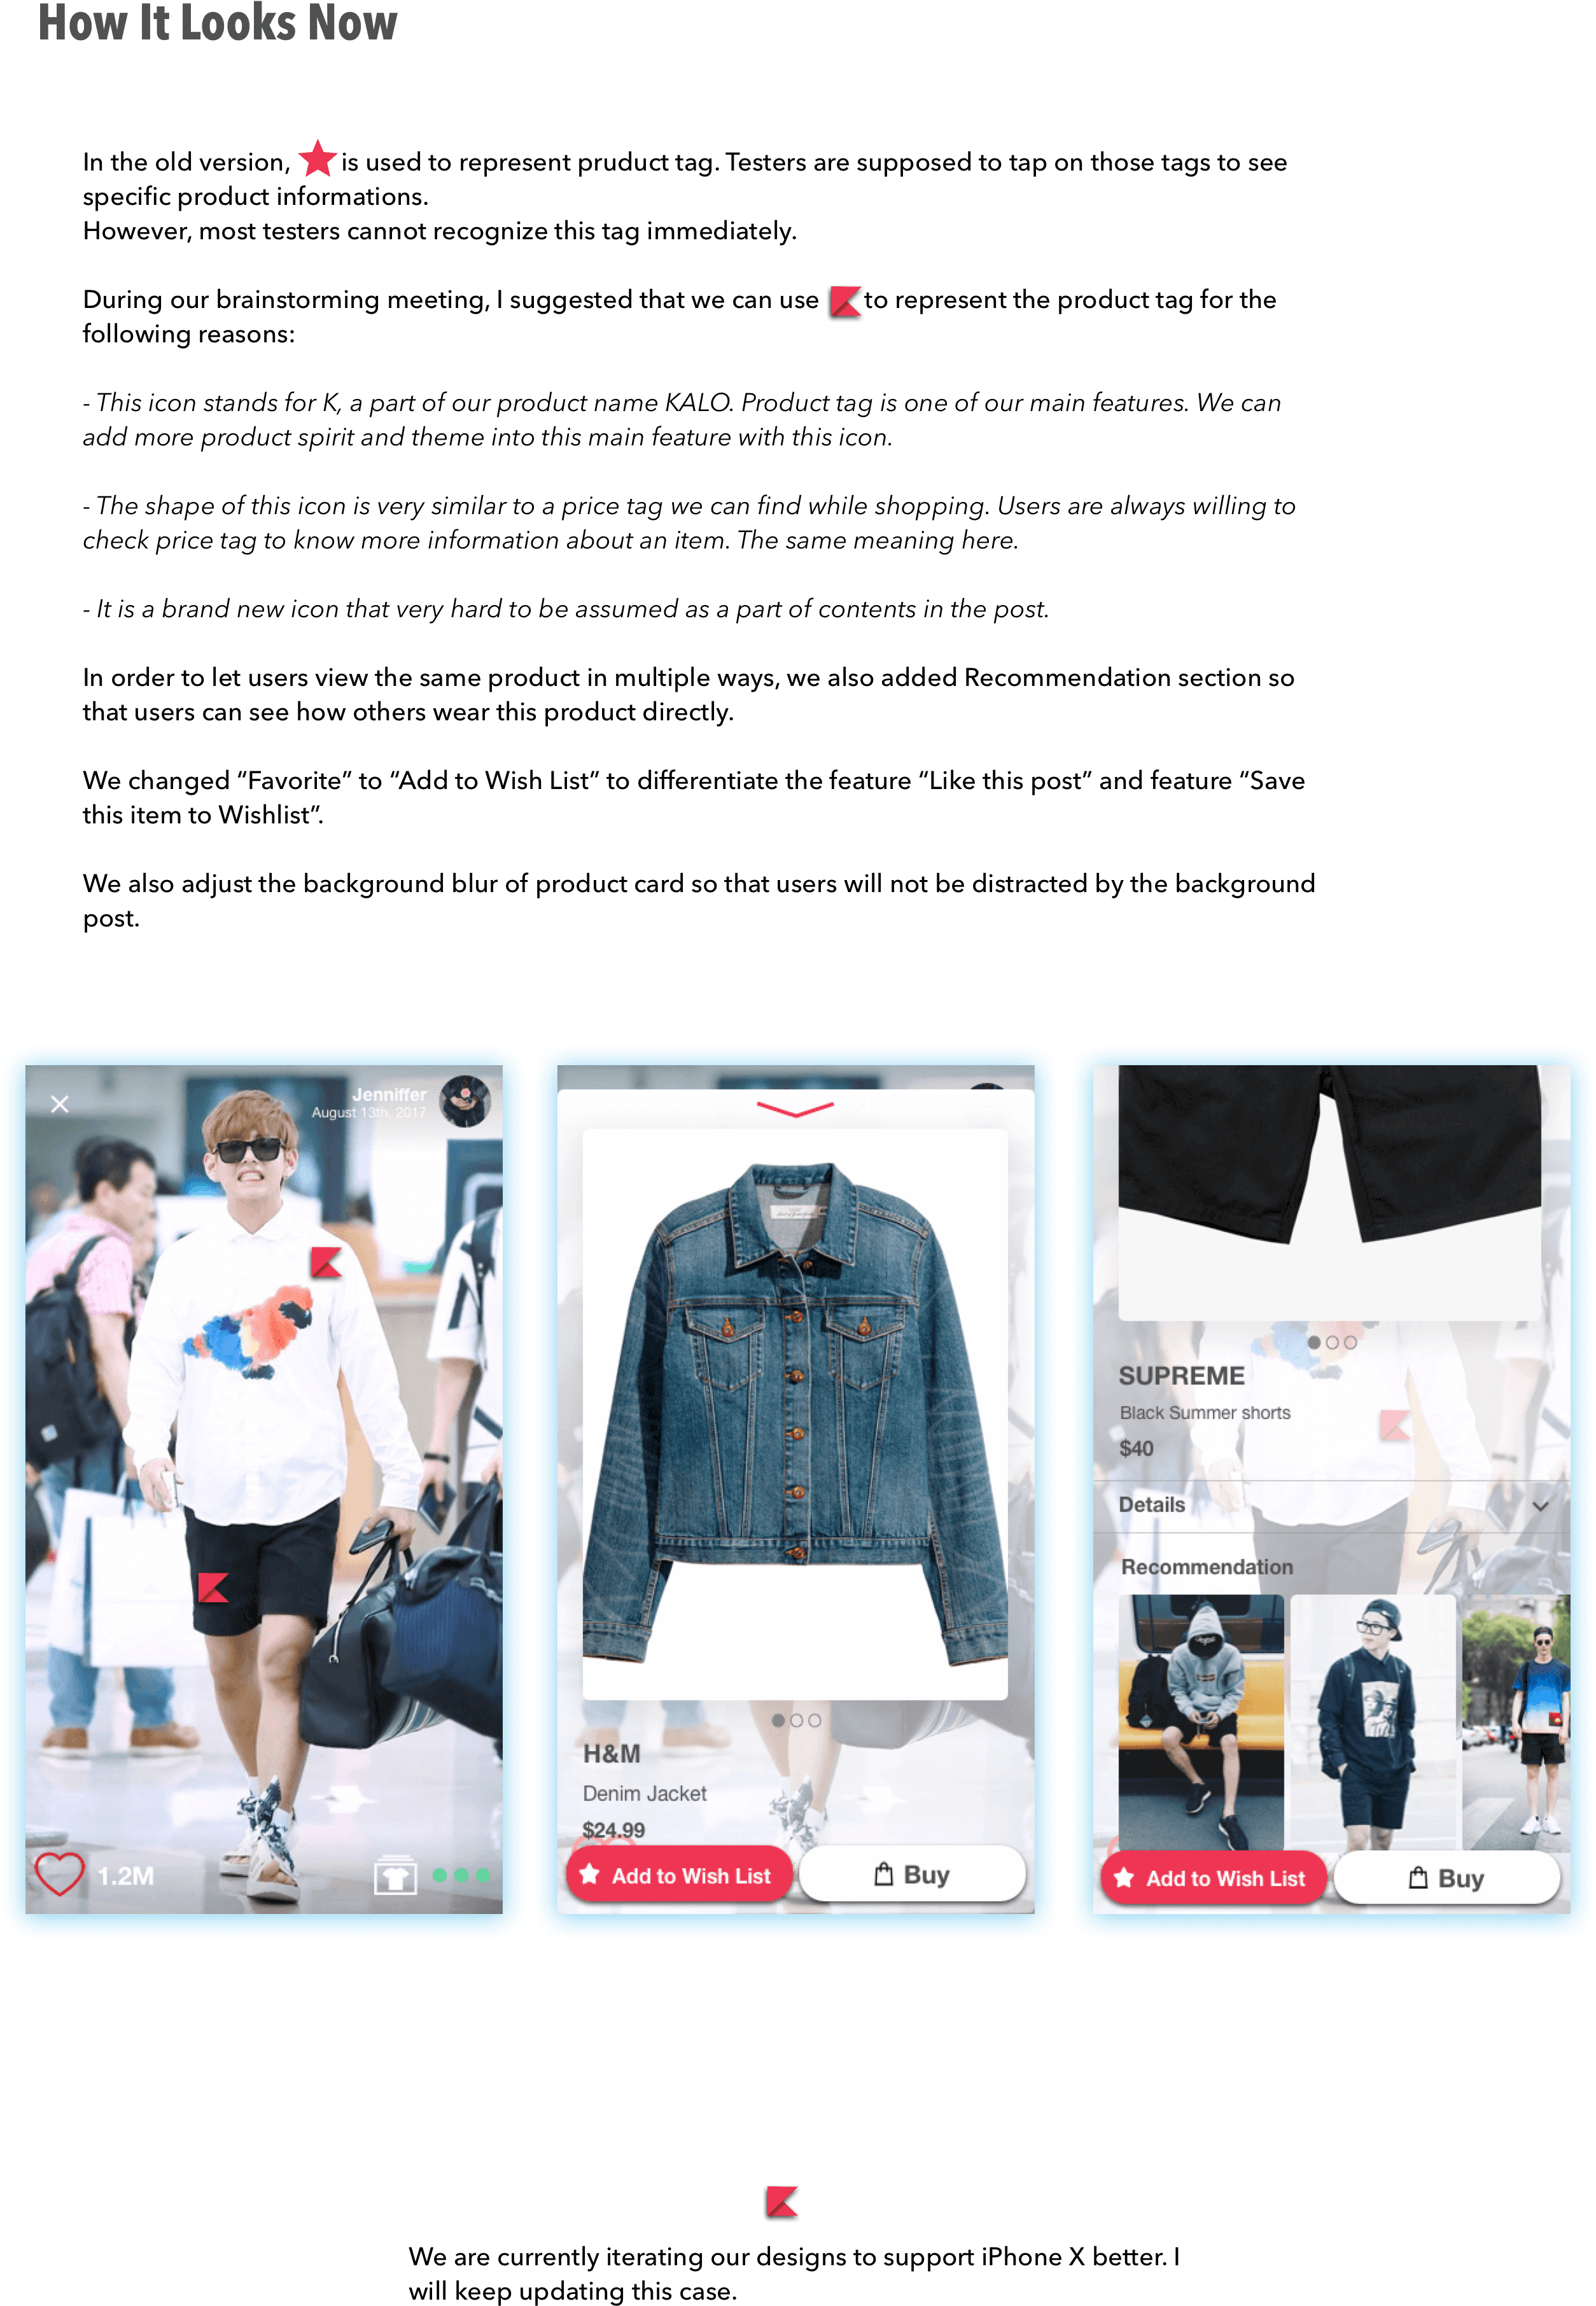 How It Looks Now
In the old version, is used to represent pruduct tag. Testers are supposed to tap on those tags to see
specific product informations.
However, most testers cannot recognize this tag immediately.
During our brainstorming meeting, I suggested that we can use to represent the product tag for the
following reasons:
- This icon stands for K, a part of our product name KALO. Product tag is one of our main features. We can
add more product spirit and theme into this main feature with this icon.
- The shape of this icon is very similar to a price tag we can find while shopping. Users are always willing to
check price tag to know more information about an item. The same meaning here.
- It is a brand new icon that very hard to be assumed as a part of contents in the post.
In order to let users view the same product in multiple ways, we also added Recommendation section so
that users can see how others wear this product directly.
We changed “Favorite” to “Add to Wish List” to differentiate the feature “Like this post” and feature “Save
this item to Wishlist”.
We also adjust the background blur of product card so that users will not be distracted by the background
post.
Jenniffer
August 13th, 2017
1.2M
H&M
Denim Jacket
$24.99
Add to Wish List
Buy
SUPREME
Black Summer shorts
$40
Details
Recommendation
Add to Wish List
Buy
We are currently iterating our designs to support iPhone X better. I
will keep updating this case.